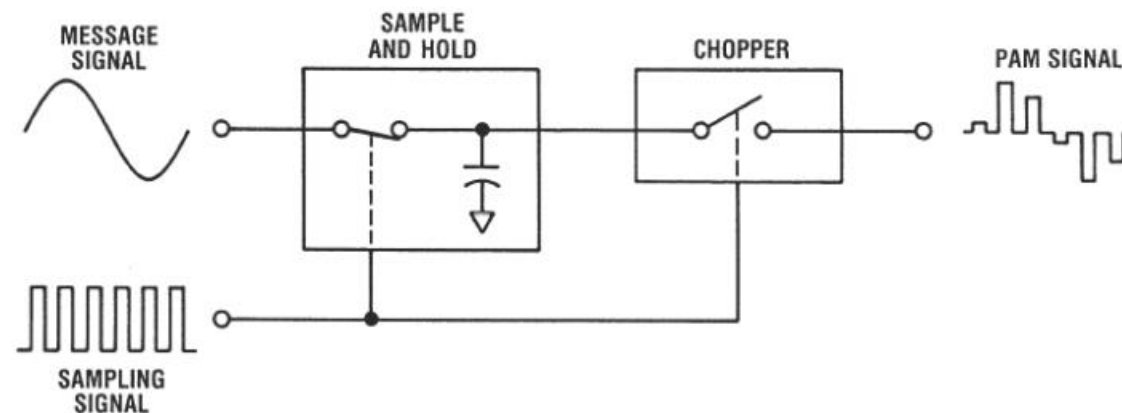 MESSAGE
SIGNAL
SAMPLE
AND HOLD
CHOPPER
PAM SIGNAL
SAMPLING
SIGNAL